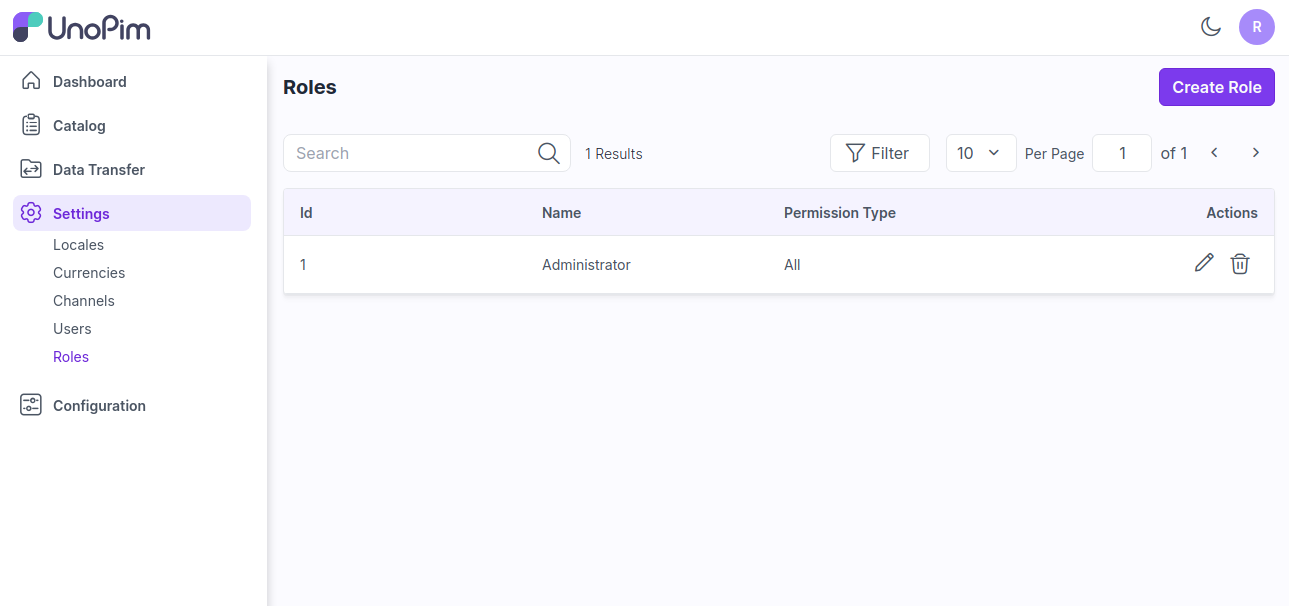 UnoPim
R
Dashboard
Catalog
Data Transfer
Settings
Locales
Currencies
Channels
Users
Roles
Configuration
Roles
Create Role
Search
1 Results
Filter
10
Per Page
1
of 1
Id Name Permission Type Actions
1 Administrator All